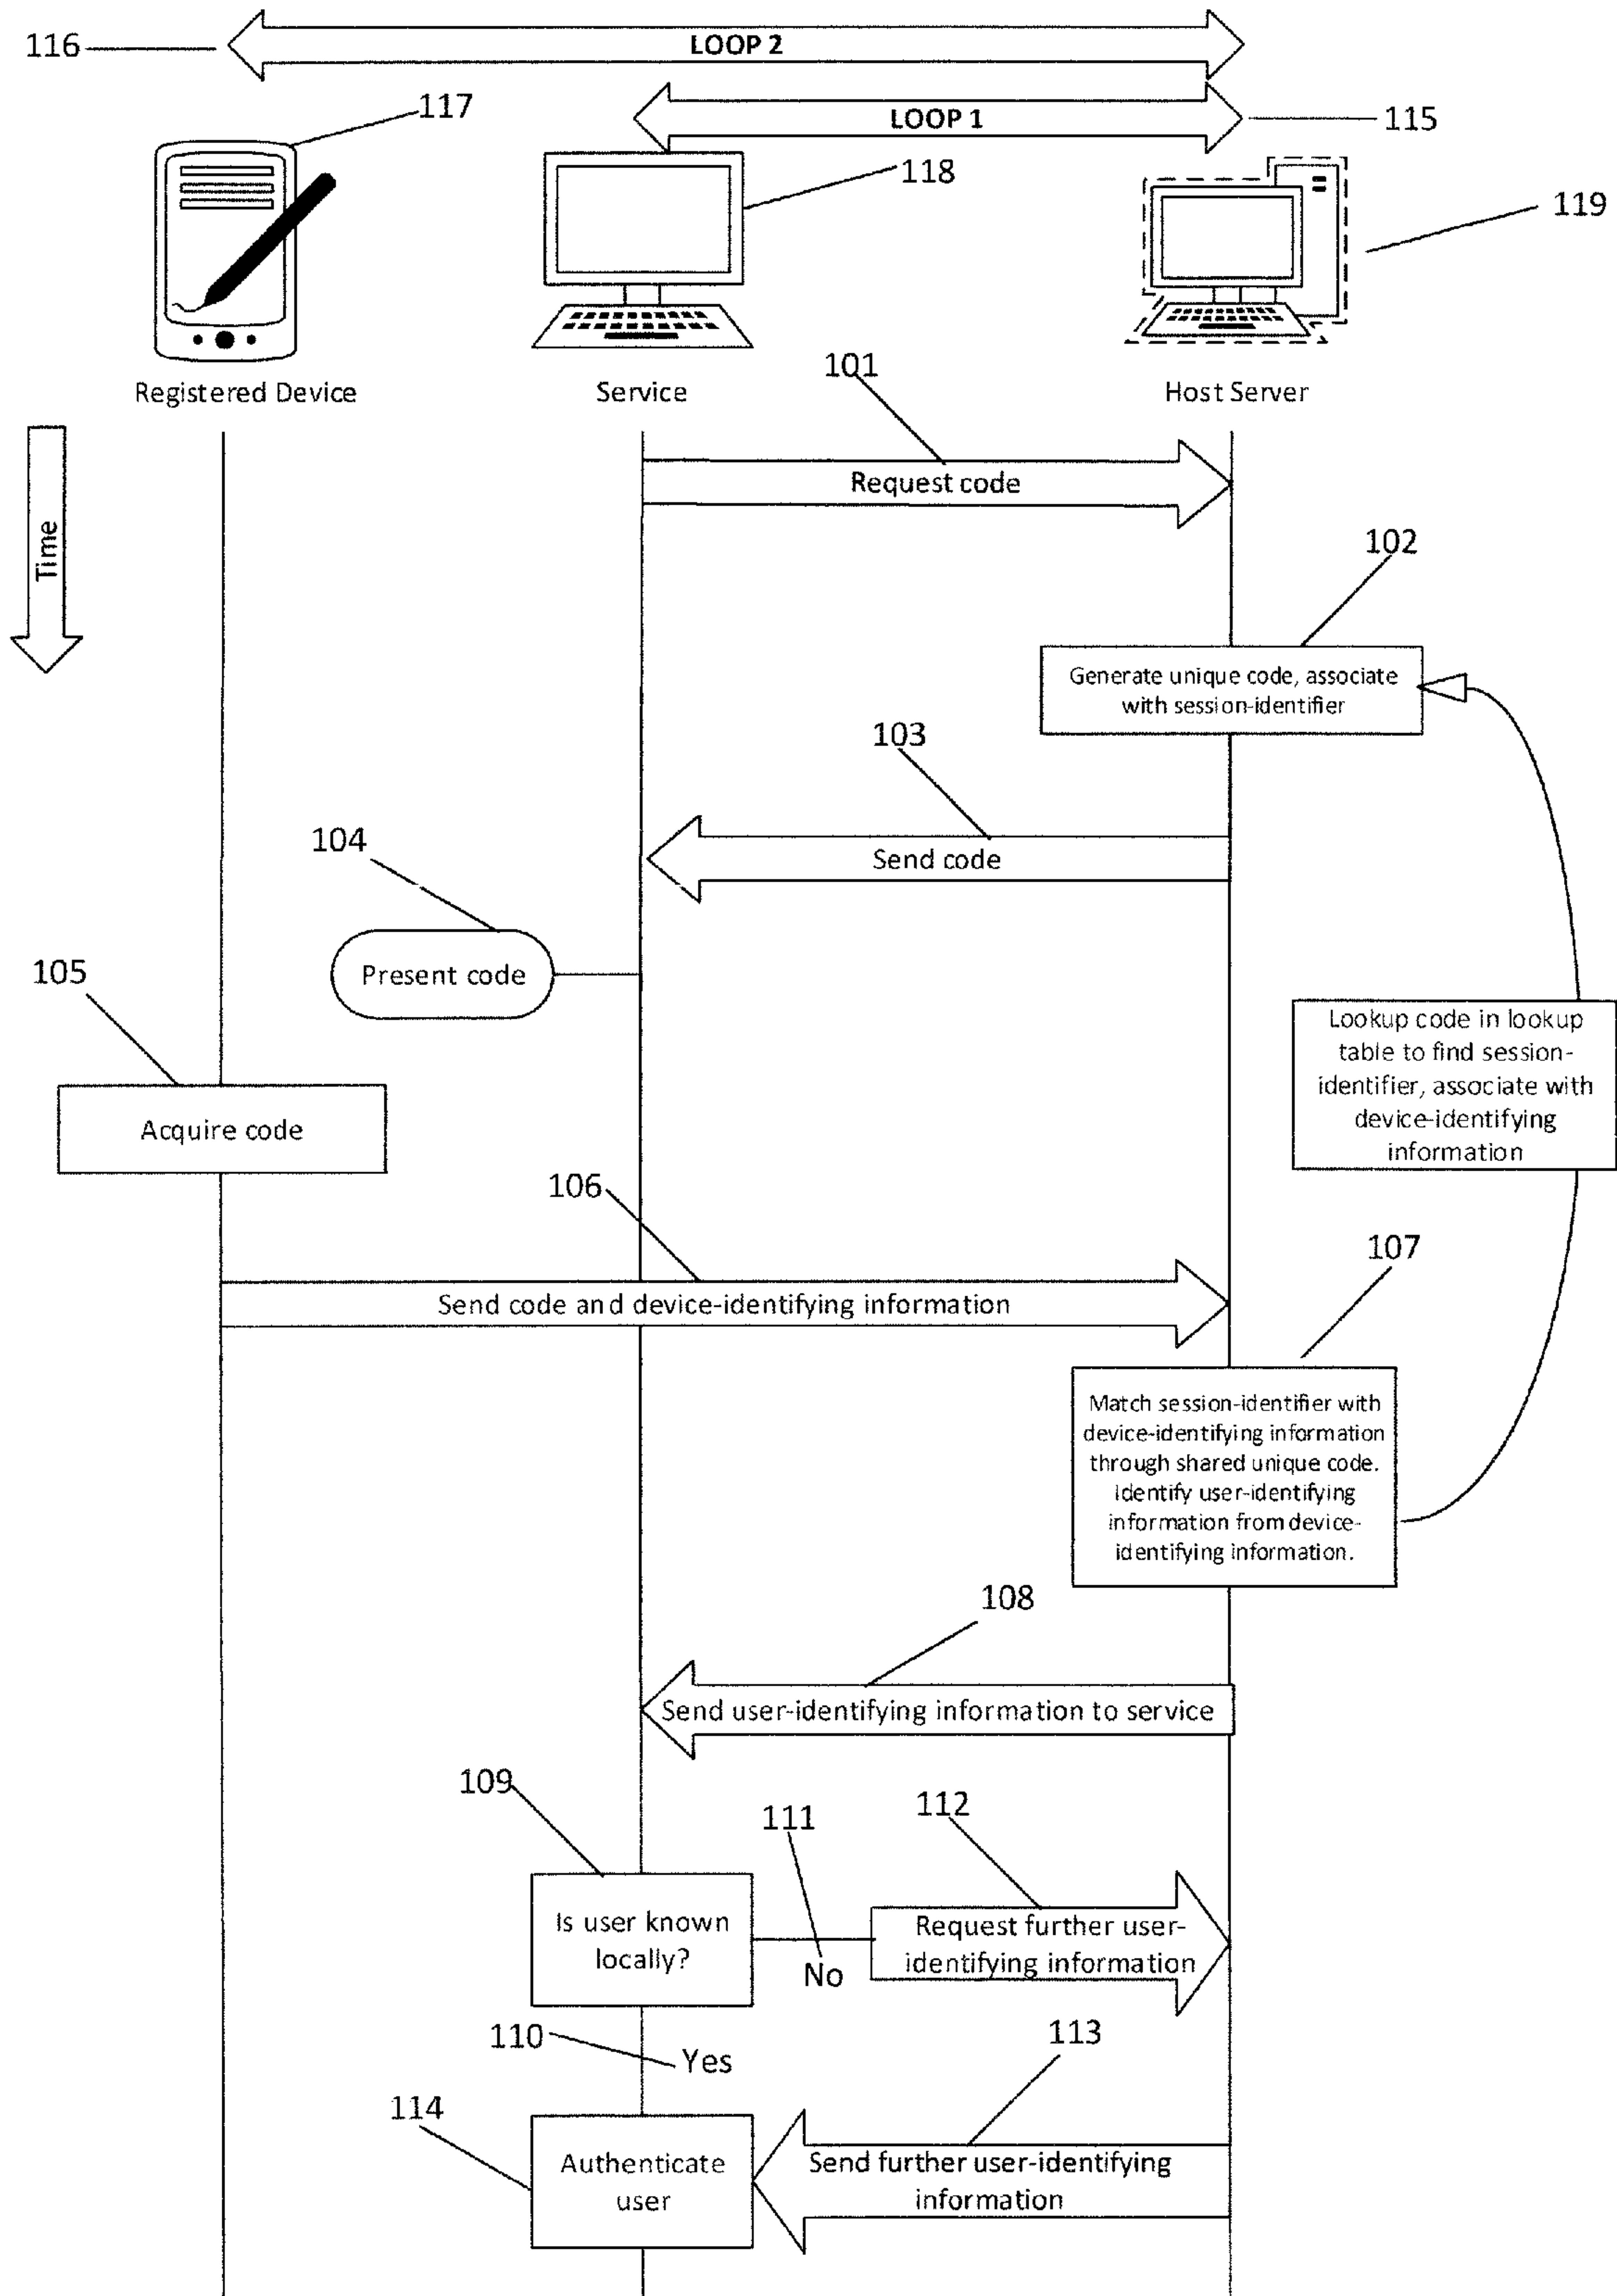 LOOP 2
116
LOOP 1
115
117
118
119
Registered Device
Service
Host Server
101
Request code
Time
102
Generate unique code, associate
with session-identifier
103
Send code
104
Present code
105
Acquire code
Lookup code in lookup
table to find session-
identifier, associate with
device-identifying
information
106
Send code and device-identifying information
107
Match session-identifier with
device-identifying information
through shared unique code.
Identify user-identifying
information from device-
identifying information.
108
Send user-identifying information to service
109
Is user known
locally?
111
No
112
Request further user-
identifying information
110
Yes
113
Send further user-identifying
information
114
Authenticate
user